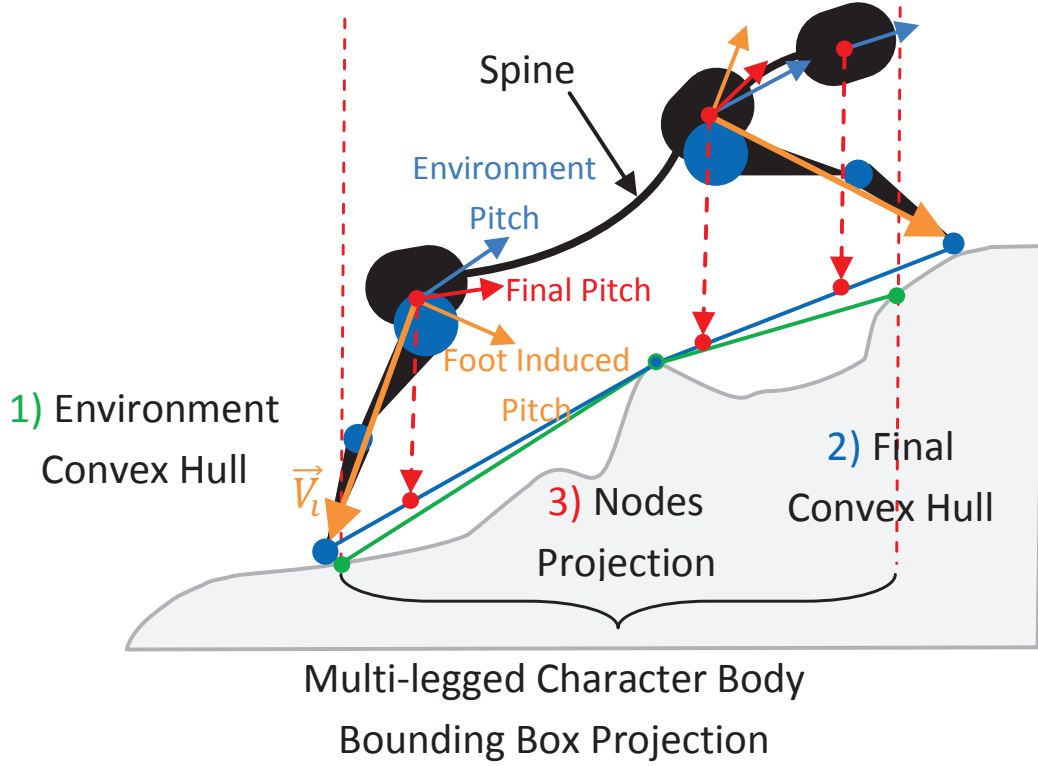 Spine
Environment
Pitch
Final Pitch
Foot Induced
Pitch
1) Environment
Convex Hull
V_i
2) Final
Convex Hull
3) Nodes
Projection
Multi-legged Character Body
Bounding Box Projection